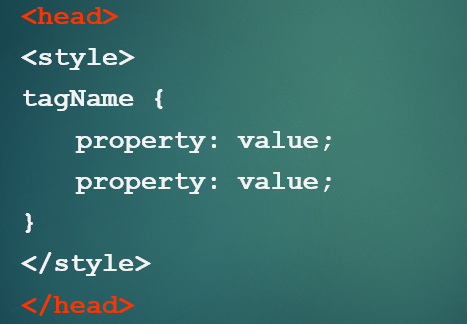 <head>
<style>
tagName {
property: value;
property: value;
}
</style>
</head>